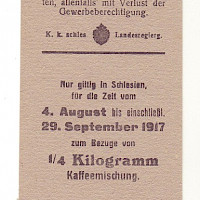 ten, allenfalls mit Verlust der
Gewerbeberechtigung.
K. k. schles Landesregierg.
Nur giltig in Schlesien,
für die Zeit vom
4. August bis einschließl.
29. September 1917
zum Bezuge von
1/4 Kilogramm
Kaffeemischung.